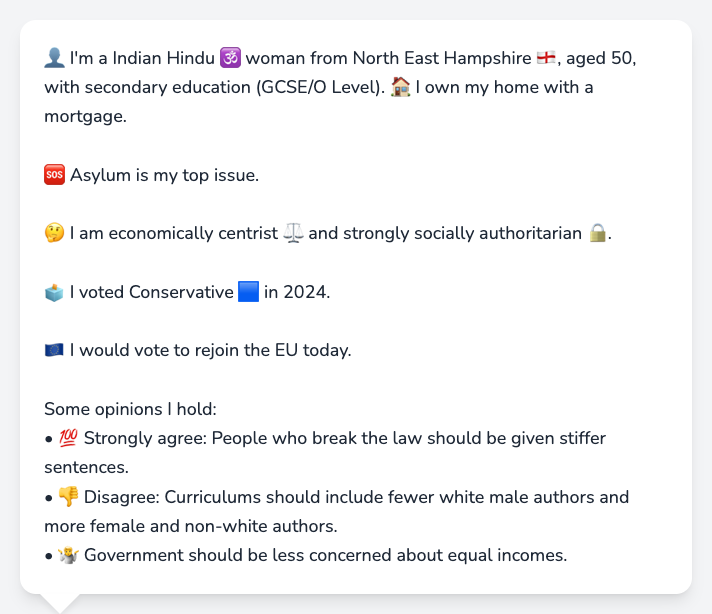 👤 I'm a Indian Hindu 🕉 woman from North East Hampshire 🏴󠁧󠁢󠁥󠁮󠁧󠁿, aged 50,
with secondary education (GCSE/O Level). 🏠 I own my home with a
mortgage.
🆘 Asylum is my top issue.
🤔 I am economically centrist ⚖️ and strongly socially authoritarian 🔒.
🗳️ I voted Conservative 🟦 in 2024.
🇪🇺 I would vote to rejoin the EU today.
Some opinions I hold:
• 💯 Strongly agree: People who break the law should be given stiffer
sentences.
• 👎 Disagree: Curriculums should include fewer white male authors and
more female and non-white authors.
• 🤷 Government should be less concerned about equal incomes.